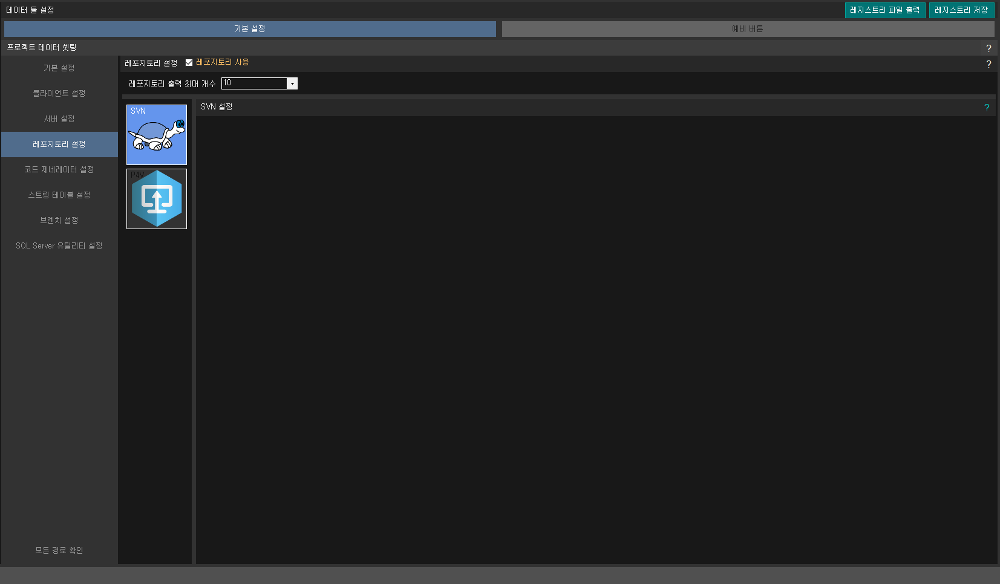 데이터 툴 설정
레지스트리 파일 출력
레지스트리 저장
기본 설정
예비 버튼
프로젝트 데이터 셋팅
?
기본 설정
클라이언트 설정
서버 설정
레포지토리 설정
코드 제네레이터 설정
스트링 테이블 설정
브렌치 설정
SQL Server 유틸리티 설정
모든 경로 확인
레포지토리 설정
레포지토리 사용
?
레포지토리 출력 최대 개수
10
SVN
P4V
SVN 설정
?